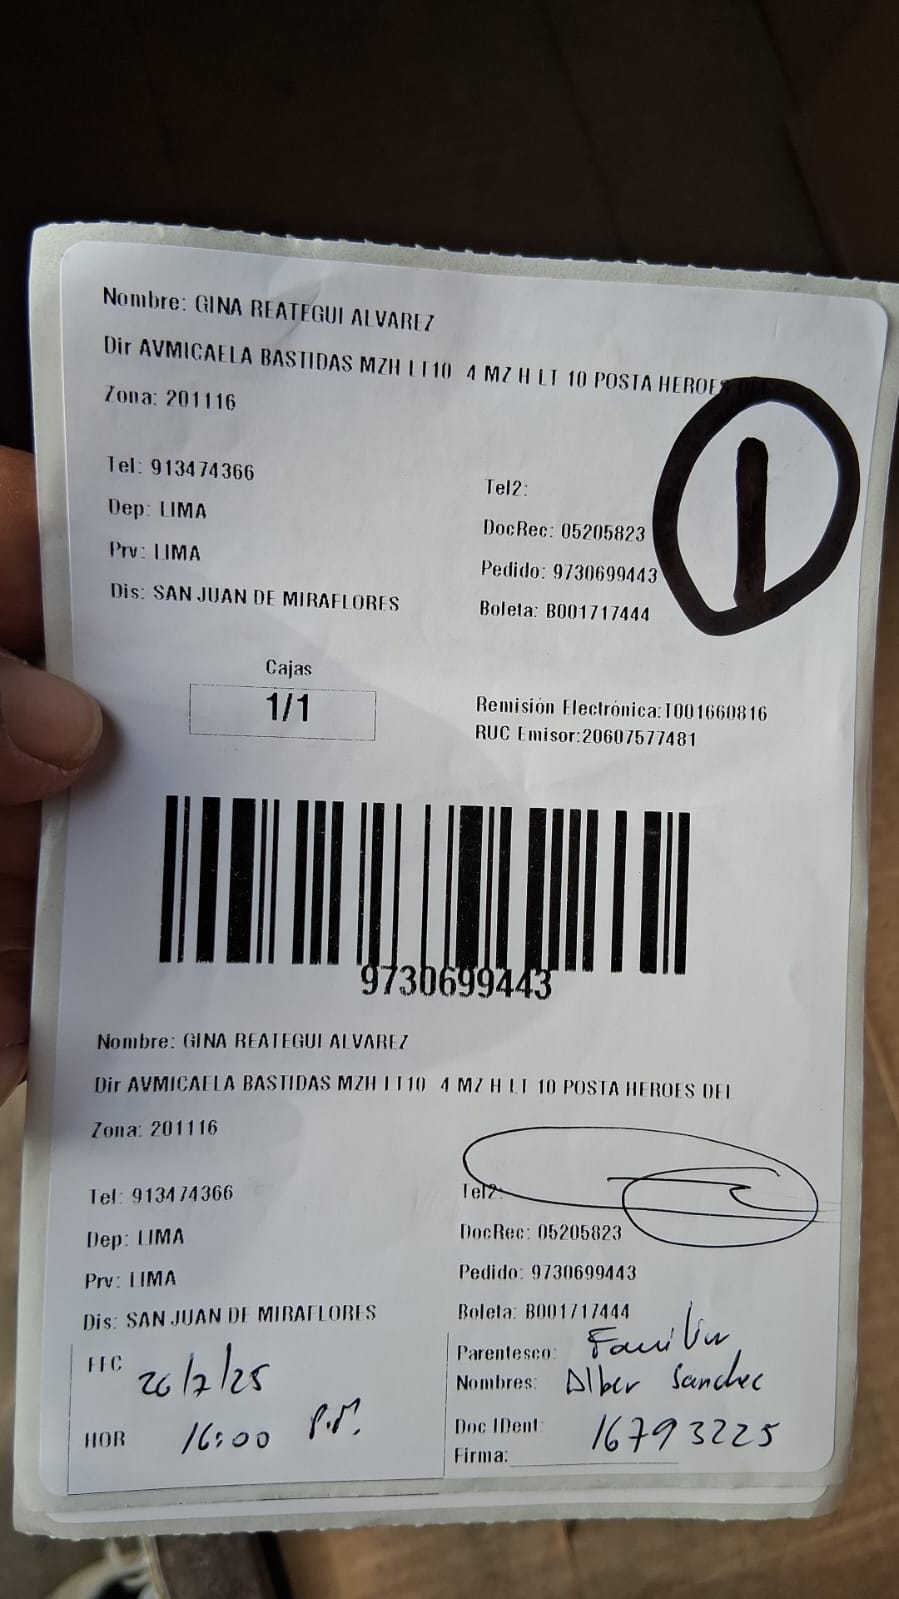 Nombre: GINA REATEGUI ALVAREZ
Dir AVMICAELA BASTIDAS MZH LT10 4 MZ H LT 10 POSTA HEROES DEL
Zona: 201116
Tel: 913474366
Tel2:
Dep: LIMA
DocRec: 05205823
Prv: LIMA
Pedido: 9730699443
Dis: SAN JUAN DE MIRAFLORES
Boleta: B001717444
1
Cajas
1/1
Remisión Electrónica:T001660816
RUC Emisor:20607577481
9730699443
Nombre: GINA REATEGUI ALVAREZ
Dir AVMICAELA BASTIDAS MZH LT10 4 MZ H LT 10 POSTA HEROES DEL
Zona: 201116
Tel: 913474366
Tel2:
Dep: LIMA
DocRec: 05205823
Prv: LIMA
Pedido: 9730699443
Dis: SAN JUAN DE MIRAFLORES
Boleta: B001717444
FEC 26/7/25
Parentesco: Familiar
Nombres: Alber Sanchec
HOR 16:00 P.M.
Doc IDent: 16793225
Firma: